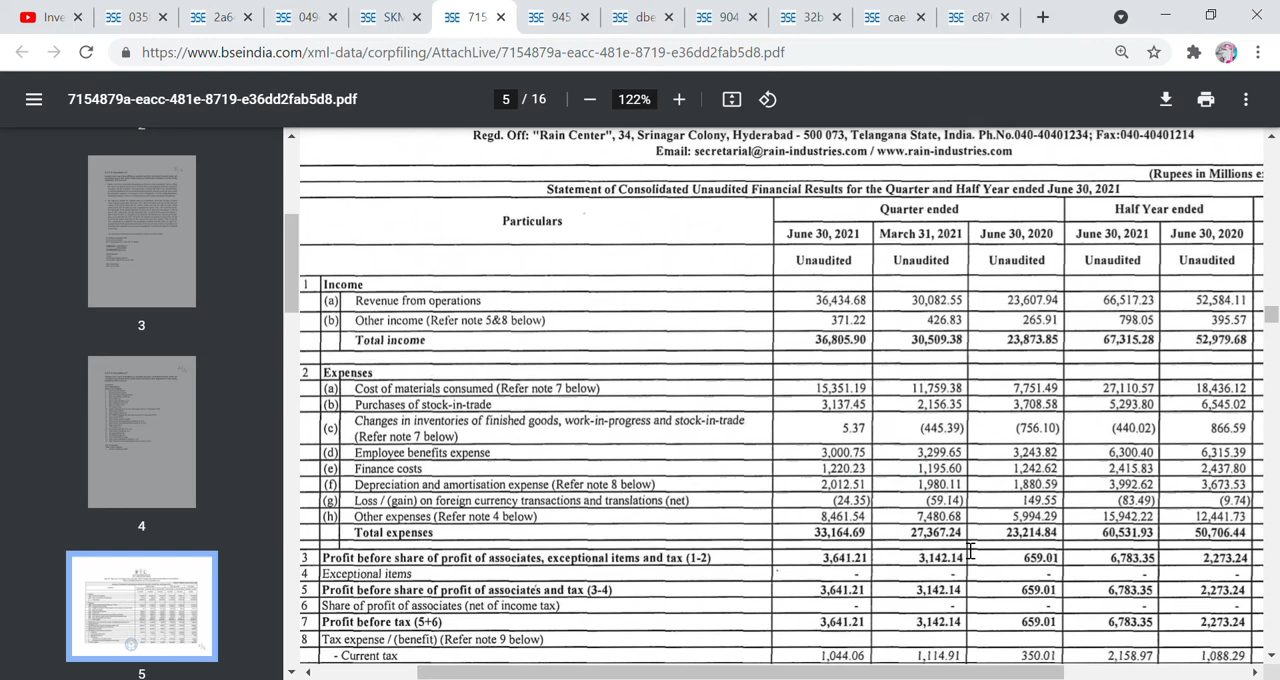 Inve
035
2a6
049
SKM
715
945
dbe
904
32b
cae
c87
https://www.bseindia.com/xml-data/corpfiling/AttachLive/7154879a-eacc-481e-8719-e36dd2fab5d8.pdf
7154879a-eacc-481e-8719-e36dd2fab5d8.pdf
5 / 16
122%
3
4
5
Regd. Off: "Rain Center", 34, Srinagar Colony, Hyderabad - 500 073, Telangana State, India. Ph.No.040-40401234; Fax:040-40401214
Email: secretarial@rain-industries.com / www.rain-industries.com
(Rupees in Millions e
Statement of Consolidated Unaudited Financial Results for the Quarter and Half Year ended June 30, 2021
Particulars Quarter ended Half Year ended
June 30, 2021 March 31, 2021 June 30, 2020 June 30, 2021 June 30, 2020
Unaudited Unaudited Unaudited Unaudited Unaudited
1 Income
(a) Revenue from operations 36,434.68 30,082.55 23,607.94 66,517.23 52,584.11
(b) Other income (Refer note 5&8 below) 371.22 426.83 265.91 798.05 395.57
Total income 36,805.90 30,509.38 23,873.85 67,315.28 52,979.68
2 Expenses
(a) Cost of materials consumed (Refer note 7 below) 15,351.19 11,759.38 7,751.49 27,110.57 18,436.12
(b) Purchases of stock-in-trade 3,137.45 2,156.35 3,708.58 5,293.80 6,545.02
(c) Changes in inventories of finished goods, work-in-progress and stock-in-trade
(Refer note 7 below) 5.37 (445.39) (756.10) (440.02) 866.59
(d) Employee benefits expense 3,000.75 3,299.65 3,243.82 6,300.40 6,315.39
(e) Finance costs 1,220.23 1,195.60 1,242.62 2,415.83 2,437.80
(f) Depreciation and amortisation expense (Refer note 8 below) 2,012.51 1,980.11 1,880.59 3,992.62 3,673.53
(g) Loss / (gain) on foreign currency transactions and translations (net) (24.35) (59.14) 149.55 (83.49) (9.74)
(h) Other expenses (Refer note 4 below) 8,461.54 7,480.68 5,994.29 15,942.22 12,441.73
Total expenses 33,164.69 27,367.24 23,214.84 60,531.93 50,706.44
3 Profit before share of profit of associates, exceptional items and tax (1-2) 3,641.21 3,142.14 659.01 6,783.35 2,273.24
4 Exceptional items - - - - -
5 Profit before share of profit of associates and tax (3-4) 3,641.21 3,142.14 659.01 6,783.35 2,273.24
6 Share of profit of associates (net of income tax) - - - - -
7 Profit before tax (5+6) 3,641.21 3,142.14 659.01 6,783.35 2,273.24
8 Tax expense / (benefit) (Refer note 9 below)
- Current tax 1,044.06 1,114.91 350.01 2,158.97 1,088.29